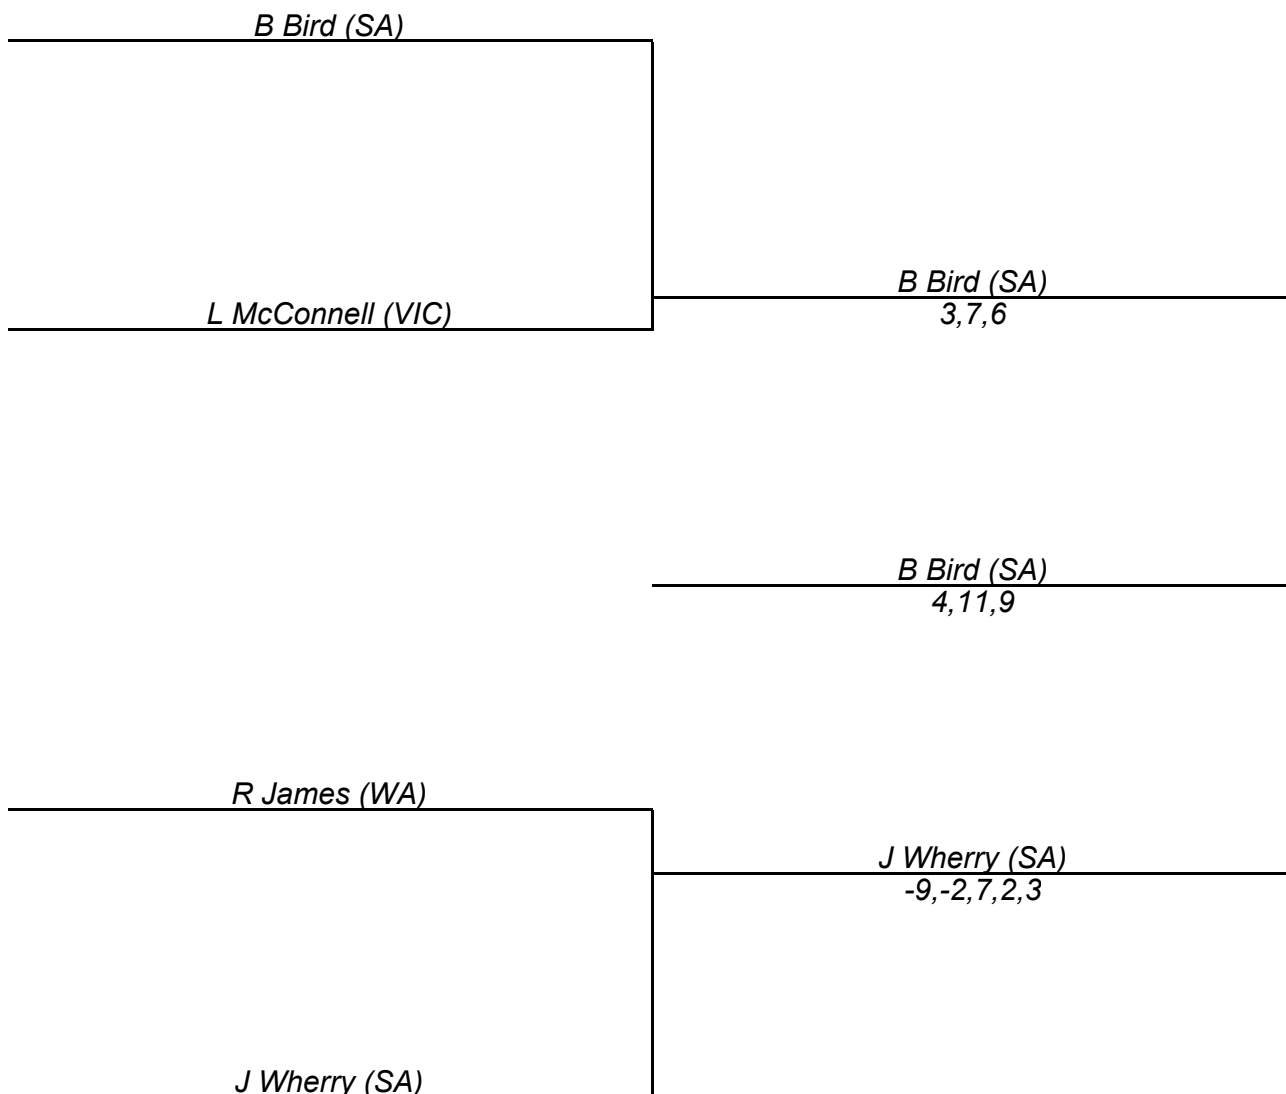 B Bird (SA)
B Bird (SA)
L McConnell (VIC)
3,7,6
B Bird (SA)
4,11,9
R James (WA)
J Wherry (SA)
-9,-2,7,2,3
J Wherry (SA)